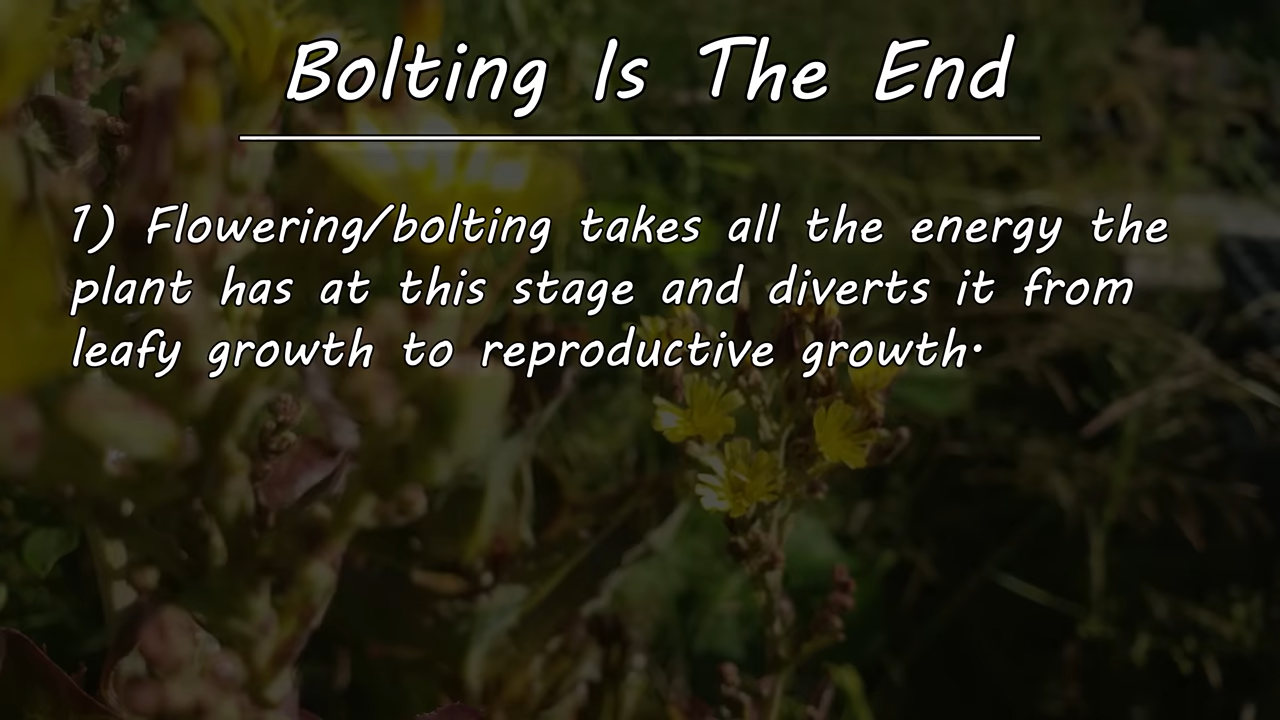 Bolting Is The End
1) Flowering/bolting takes all the energy the
plant has at this stage and diverts it from
leafy growth to reproductive growth.